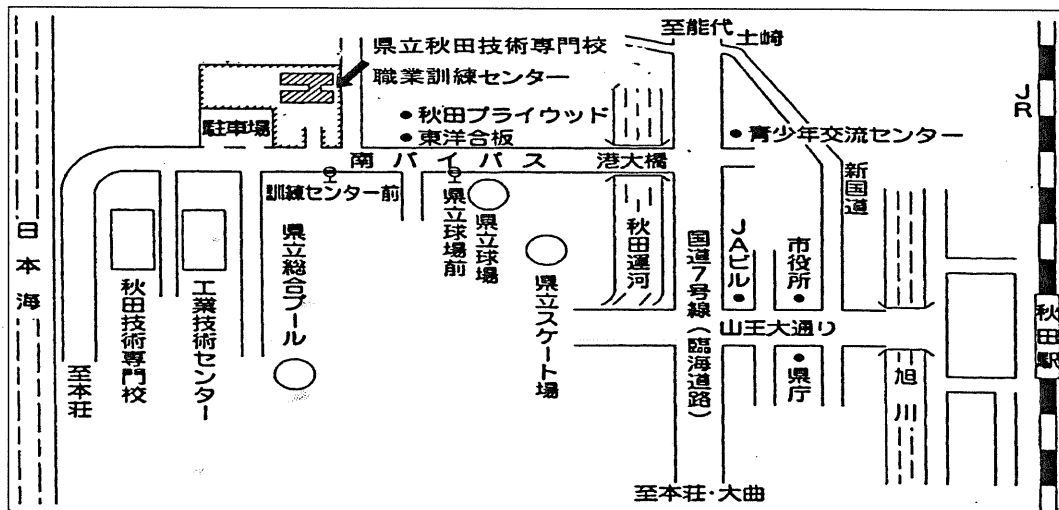 至能代
土崎
県立秋田技術専門校
職業訓練センター
JR
駐車場
●秋田プライウッド
●東洋合板
●青少年交流センター
南バイパス
港大橋
新国道
訓練センター前
県立球場前
県立球場
秋田運河
国道7号線(臨海道路)
JAビル
市役所
日本海
秋田技術専門校
工業技術センター
県立総合プール
県立スケート場
山王大通り
秋田駅
至本荘
県庁
旭川
至本荘・大曲